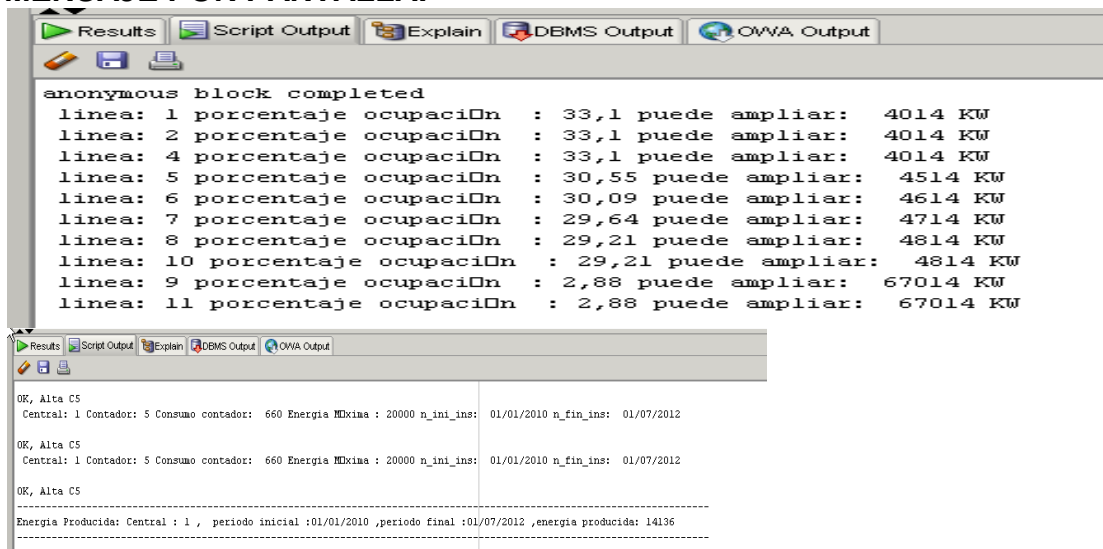 MENSAJE POR PANTALLA:
Results Script Output Explain DBMS Output OWA Output
anonymous block completed
linea: 1 porcentaje ocupaci□n : 33,1 puede ampliar: 4014 KW
linea: 2 porcentaje ocupaci□n : 33,1 puede ampliar: 4014 KW
linea: 4 porcentaje ocupaci□n : 33,1 puede ampliar: 4014 KW
linea: 5 porcentaje ocupaci□n : 30,55 puede ampliar: 4514 KW
linea: 6 porcentaje ocupaci□n : 30,09 puede ampliar: 4614 KW
linea: 7 porcentaje ocupaci□n : 29,64 puede ampliar: 4714 KW
linea: 8 porcentaje ocupaci□n : 29,21 puede ampliar: 4814 KW
linea: 10 porcentaje ocupaci□n : 29,21 puede ampliar: 4814 KW
linea: 9 porcentaje ocupaci□n : 2,88 puede ampliar: 67014 KW
linea: 11 porcentaje ocupaci□n : 2,88 puede ampliar: 67014 KW
Results Script Output Explain DBMS Output OWA Output
OK, Alta C5
Central: 1 Contador: 5 Consumo contador: 660 Energia M□xima : 20000 n_ini_ins: 01/01/2010 n_fin_ins: 01/07/2012
OK, Alta C5
Central: 1 Contador: 5 Consumo contador: 660 Energia M□xima : 20000 n_ini_ins: 01/01/2010 n_fin_ins: 01/07/2012
OK, Alta C5
--------------------------------------------------
Energia Producida: Central : 1 , periodo inicial :01/01/2010 ,periodo final :01/07/2012 ,energia producida: 14136
--------------------------------------------------